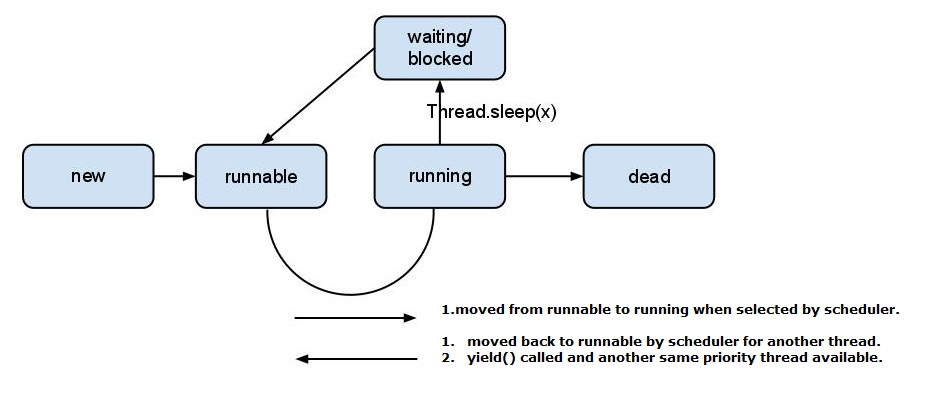 waiting/
blocked
Thread.sleep(x)
new
runnable
running
dead
1.moved from runnable to running when selected by scheduler.
1. moved back to runnable by scheduler for another thread.
2. yield() called and another same priority thread available.